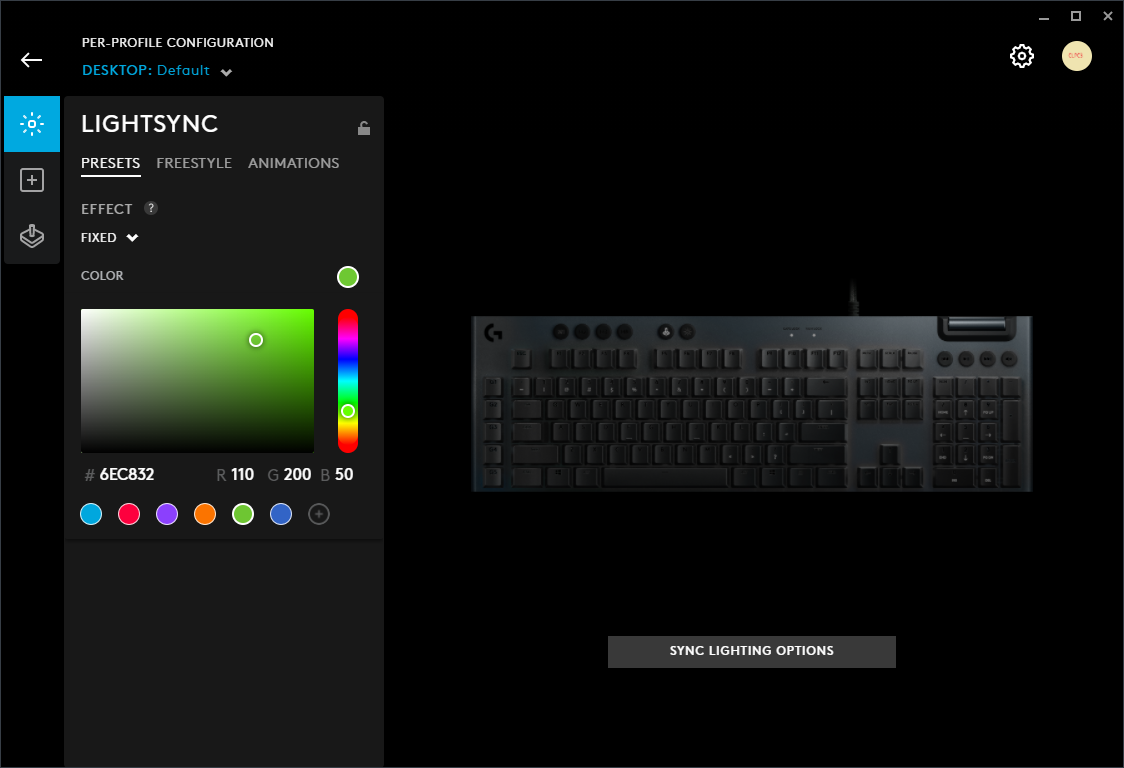 PER-PROFILE CONFIGURATION
DESKTOP: Default
LIGHTSYNC
PRESETS FREESTYLE ANIMATIONS
EFFECT ?
FIXED
COLOR
# 6EC832 R 110 G 200 B 50
SYNC LIGHTING OPTIONS